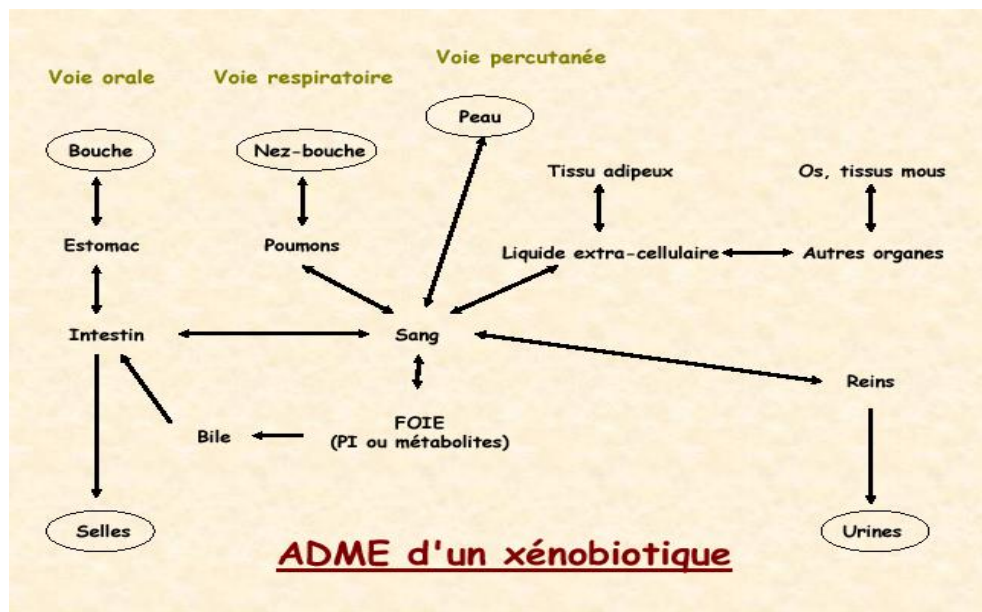 Voie orale
Voie respiratoire
Voie percutanée
Bouche
Nez-bouche
Peau
Tissu adipeux
Os, tissus mous
Estomac
Poumons
Liquide extra-cellulaire
Autres organes
Intestin
Sang
Reins
Bile
FOIE
(PI ou métabolites)
Selles
Urines
ADME d'un xénobiotique